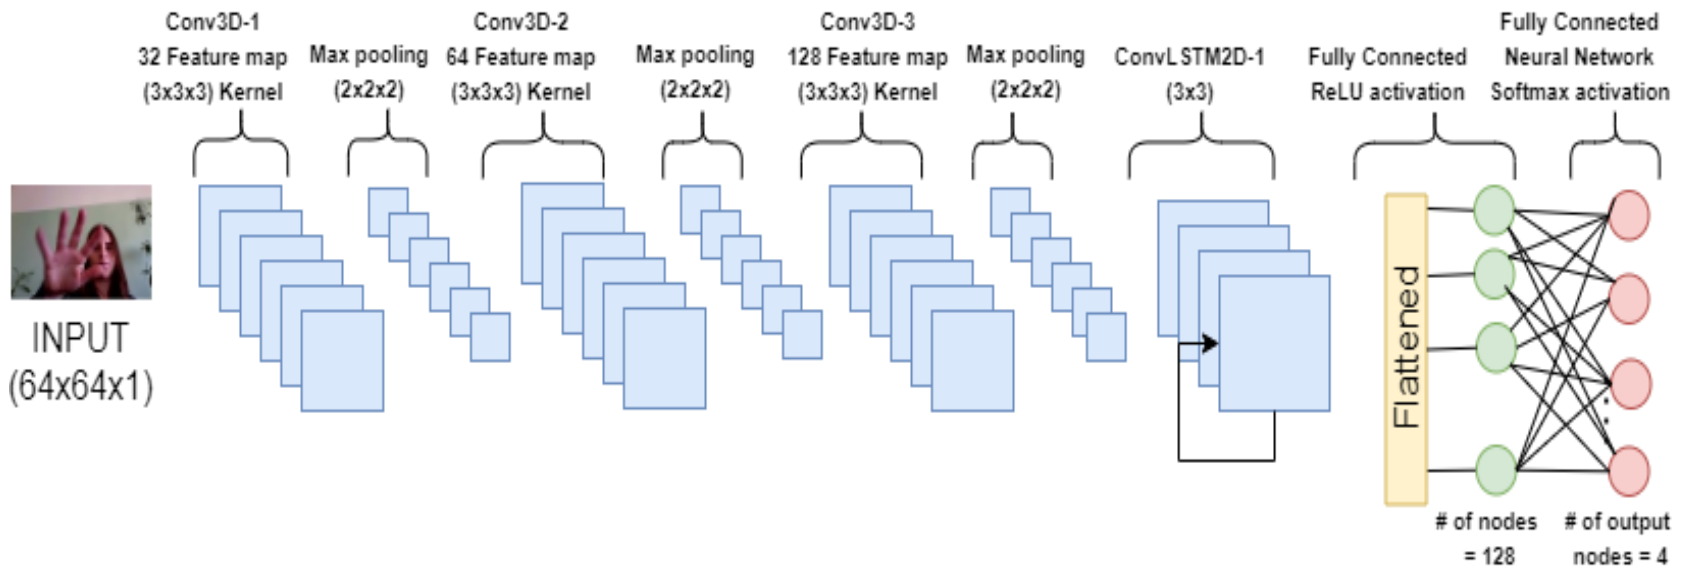 Conv3D-1
32 Feature map
(3x3x3) Kernel
Max pooling
(2x2x2)
Conv3D-2
64 Feature map
(3x3x3) Kernel
Max pooling
(2x2x2)
Conv3D-3
128 Feature map
(3x3x3) Kernel
Max pooling
(2x2x2)
ConvLSTM2D-1
(3x3)
Fully Connected
ReLU activation
Fully Connected
Neural Network
Softmax activation
INPUT
(64x64x1)
Flattened
# of nodes
= 128
# of output
nodes = 4